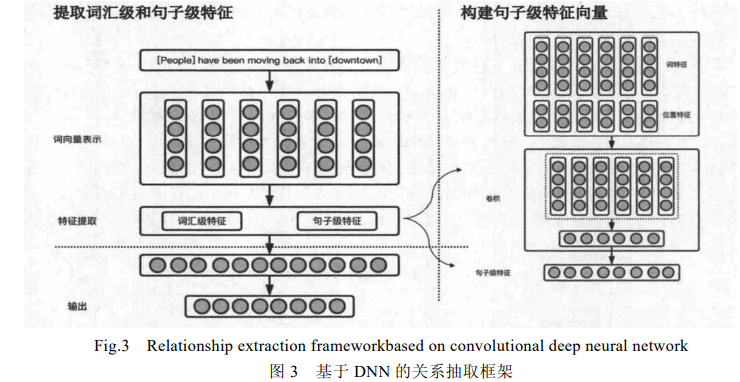 提取词汇级和句子级特征
[People] have been moving back into [downtown]
词向量表示
特征提取
词汇级特征
句子级特征
输出
构建句子级特征向量
词特征
位置特征
卷积
句子级特征
Fig.3 Relationship extraction frameworkbased on convolutional deep neural network
图 3 基于 DNN 的关系抽取框架